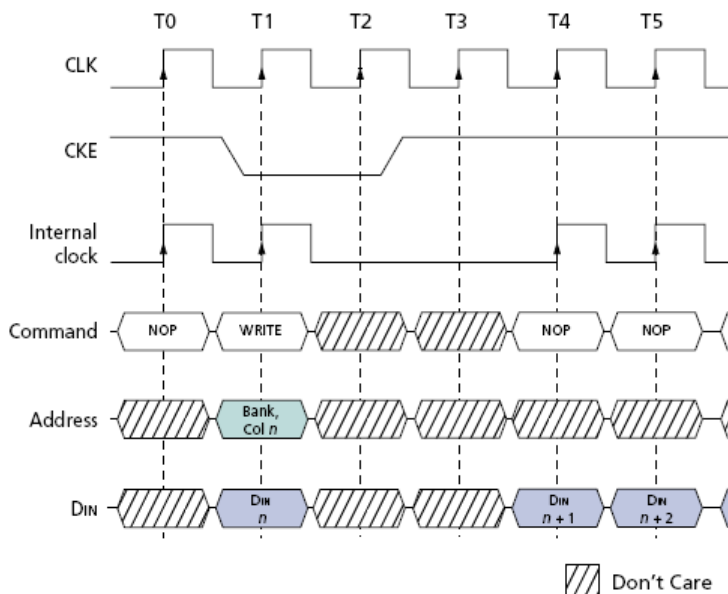 T0 T1 T2 T3 T4 T5
CLK
CKE
Internal
clock
Command NOP WRITE NOP NOP
Address Bank,
Col n
DIN DIN
n DIN
n + 1 DIN
n + 2
Don't Care